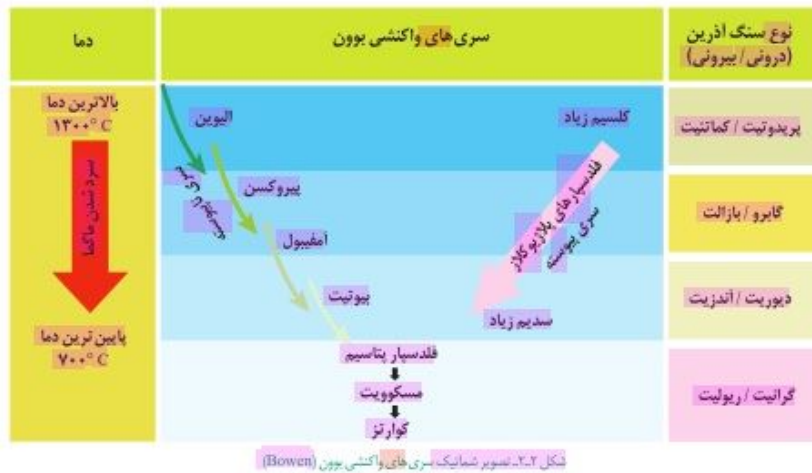 نوع سنگ آذرین
(درونی/ بیرونی)
سری‌های واکنشی بوون
دما
پریدوتیت / کماتئیت
کلسیم زیاد
الیوین
بالاترین دما
۱۳۰۰° C
گابرو / بازالت
فلدسپارهای پلاژیوکلاز
سری پیوسته
پیروکسن
سری ناپیوسته
آمفیبول
سرد شدن ماگما
دیوریت / آندزیت
سدیم زیاد
بیوتیت
پایین ترین دما
۷۰۰° C
گرانیت / ریولیت
فلدسپار پتاسیم
مسکوویت
کوارتز
شکل ۲ـ۲ـ تصویر شماتیک سری‌های واکنشی بوون (Bowen)